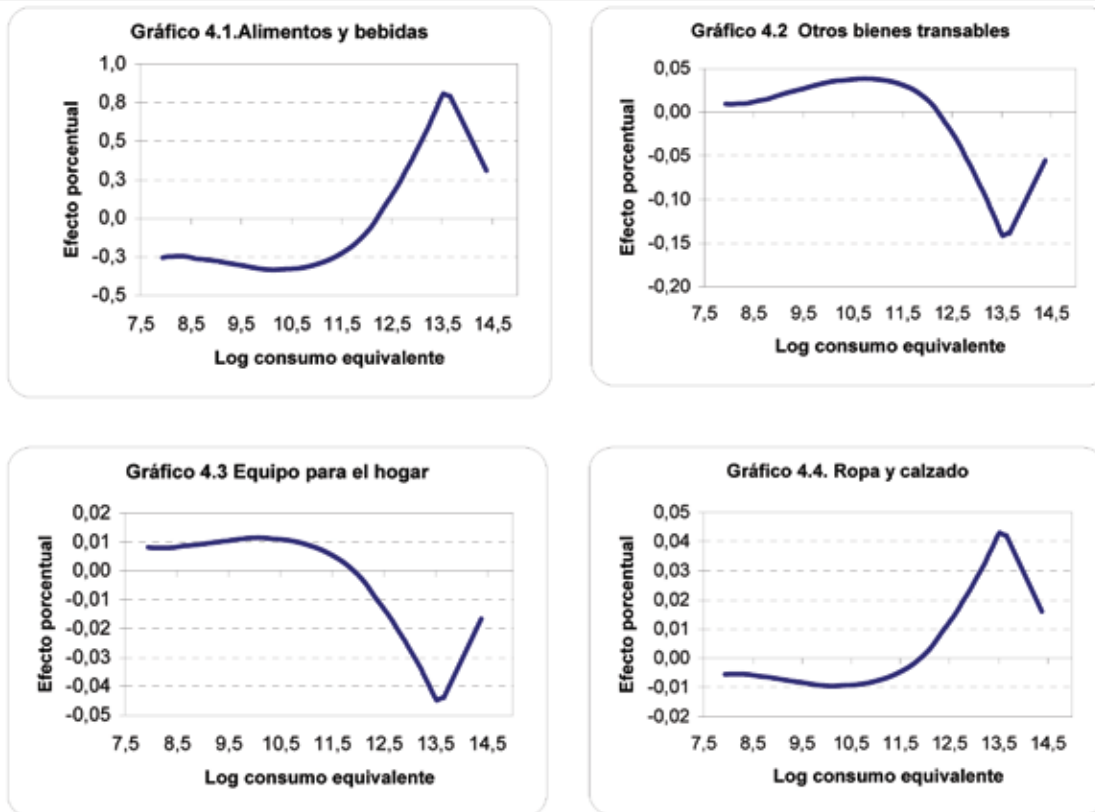 Gráfico 4.1.Alimentos y bebidas
Efecto porcentual
1,0
0,8
0,5
0,3
0,0
-0,3
-0,5
7,5 8,5 9,5 10,5 11,5 12,5 13,5 14,5
Log consumo equivalente
Gráfico 4.2 Otros bienes transables
Efecto porcentual
0,05
0,00
-0,05
-0,10
-0,15
-0,20
7,5 8,5 9,5 10,5 11,5 12,5 13,5 14,5
Log consumo equivalente
Gráfico 4.3 Equipo para el hogar
Efecto porcentual
0,02
0,01
0,00
-0,01
-0,02
-0,03
-0,04
-0,05
7,5 8,5 9,5 10,5 11,5 12,5 13,5 14,5
Log consumo equivalente
Gráfico 4.4. Ropa y calzado
Efecto porcentual
0,05
0,04
0,03
0,02
0,01
0,00
-0,01
-0,02
7,5 8,5 9,5 10,5 11,5 12,5 13,5 14,5
Log consumo equivalente